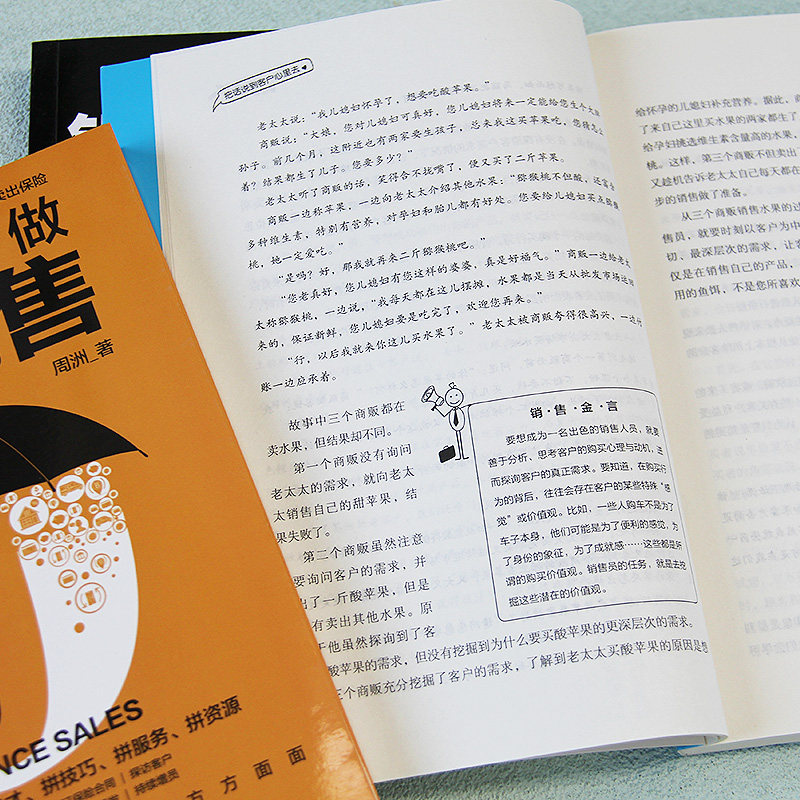 卖出保险
做
售
周洲_著
NCE SALES
、拼技巧、拼服务、拼资源
保险合同 | 探访客户
持续增员
方方面面
把话说到客户心里去
老太太说：“我儿媳妇怀孕了，想要吃酸苹果。”
商贩说：“大娘，您对儿媳妇可真好，您儿媳妇将来一定能给您生个大胖
孙子。前几个月，这附近也有两家要生孩子，总来我这买苹果吃，您猜怎么
着？结果都生了儿子。您要多少？”
老太太听了商贩的话，笑得合不拢嘴了，便又买了二斤苹果。
商贩一边称苹果，一边向老太太介绍其他水果：“猕猴桃不但酸，还富含
多种维生素，特别有营养，对孕妇和胎儿都有好处。您要给儿媳妇买点猕猴
桃，她一定爱吃。”
“是吗？好，那我就再来二斤猕猴桃吧。”
“您老真好，您儿媳妇有您这样的婆婆，真是好福气。”商贩一边给老太
太称猕猴桃，一边说，“我每天都在这儿摆摊，水果都是当天从批发市场运回
来的，保证新鲜，您儿媳妇要是吃完了，欢迎您再来。”
“行，以后我就来你这儿买水果了。”老太太被商贩夸得很高兴，一边付
账一边应承着。
故事中三个商贩都在
卖水果，但结果却不同。
第一个商贩没有询问
老太太的需求，就向老太
太销售自己的甜苹果，结
果失败了。
第二个商贩虽然注意
要询问客户的需求，并
出了一斤酸苹果，但是
有卖出其他水果。原
于他虽然探询到了客
酸苹果的需求，但没有挖掘到为什么要买酸苹果的更深层次的需求。
三个商贩充分挖掘了客户的需求，了解到老太太买酸苹果的原因是想
销·售·金·言
要想成为一名出色的销售人员，就要
善于分析，思考客户的购买心理与动机，进
而探询客户的真正需求。要知道，在购买行
为的背后，往往会存在客户的某些特殊“感
觉”或价值观。比如，一些人购车不是为了
车子本身，他们可能是为了便利的感觉，为
了身份的象征，为了成就感……这些都是所
谓的购买价值观。销售员的任务，就是去挖
掘这些潜在的价值观。
给怀孕的儿媳妇补充营养。据此，商
了来自己这里买水果的两家都生了
给孕妇挑选维生素含量高的水果，
桃。这样，第三个商贩不但卖出了
又趁机告诉老太太自己每天都在
步的销售做了准备。
从三个商贩销售水果的过
售员，就要时刻以客户为中
切、最深层次的需求，让客
仅是在销售自己的产品，
用的鱼饵，不是您所喜欢